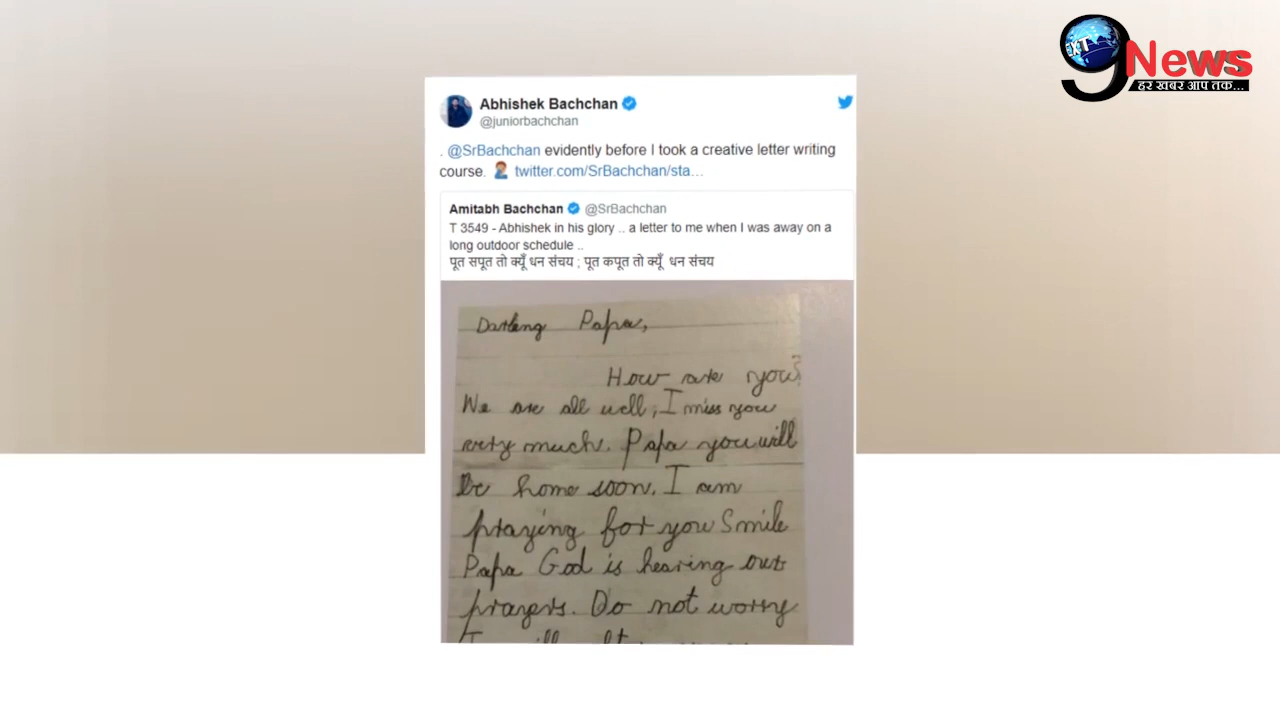 EXT
9 News
हर खबर आप तक...
Abhishek Bachchan
@juniorbachchan
. @SrBachchan evidently before I took a creative letter writing
course. twitter.com/SrBachchan/sta...
Amitabh Bachchan @SrBachchan
T 3549 - Abhishek in his glory .. a letter to me when I was away on a
long outdoor schedule ..
पूत सपूत तो क्यूँ धन संचय ; पूत कपूत तो क्यूँ धन संचय
Darling Papa,
How are you?
We are all well, I miss you
very much. Papa you will
be home soon. I am
praying for you Smile
Papa God is hearing our
prayers. Do not worry